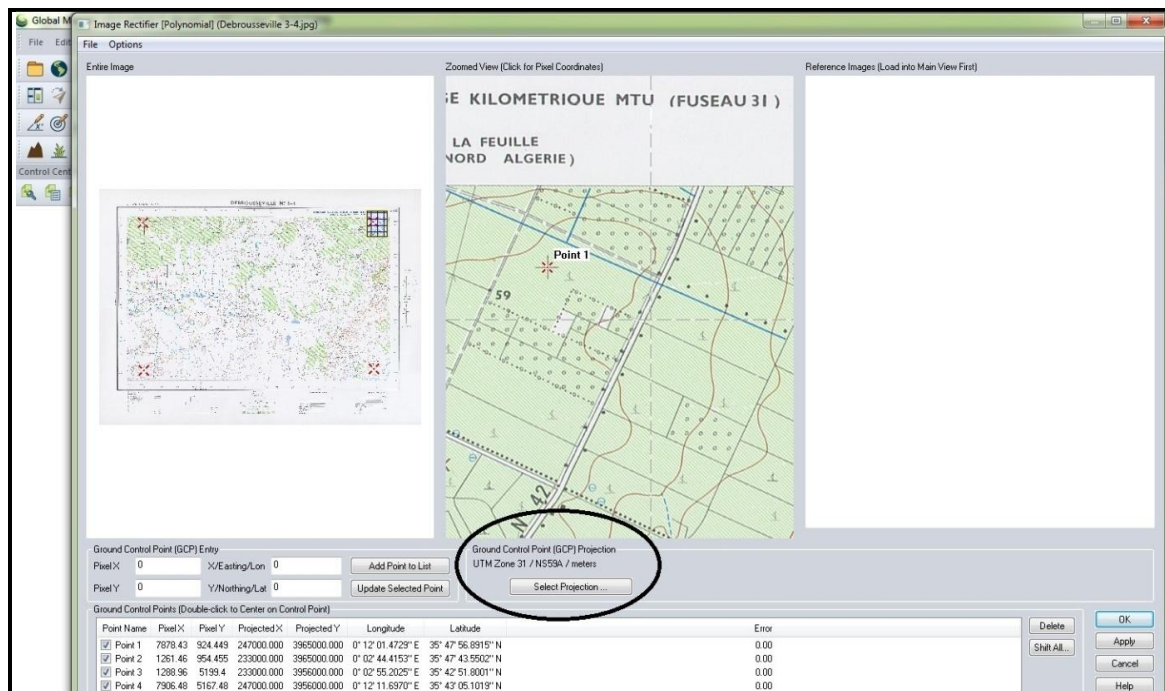 Global M
Image Rectifier [Polynomial] (Debrousseville 3-4.jpg)
File Edit
File Options
Entire Image
Zoomed View (Click for Pixel Coordinates)
Reference Images (Load into Main View First)
E KILOMETRIQUE MTU (FUSEAU 31 )
LA FEUILLE
NORD ALGERIE )
DEBROUSSEVILLE Nº 3-4
Control Cent
Point 1
59
N 42
Ground Control Point (GCP) Entry
Pixel X 0 X/Easting/Lon 0 Add Point to List
Pixel Y 0 Y/Northing/Lat 0 Update Selected Point
Ground Control Point (GCP) Projection
UTM Zone 31 / NS59A / meters
Select Projection ...
Ground Control Points (Double-click to Center on Control Point)
Point Name Pixel X Pixel Y Projected X Projected Y Longitude Latitude Error
Point 1 7878.43 924.449 247000.000 3965000.000 0° 12' 01.4729" E 35° 47' 56.8915" N 0.00
Point 2 1261.46 954.455 233000.000 3965000.000 0° 02' 44.4153" E 35° 47' 43.5502" N 0.00
Point 3 1288.96 5199.4 233000.000 3956000.000 0° 02' 55.2025" E 35° 42' 51.8001" N 0.00
Point 4 7906.48 5167.48 247000.000 3956000.000 0° 12' 11.6970" E 35° 43' 05.1019" N 0.00
Delete
Shift All...
OK
Apply
Cancel
Help